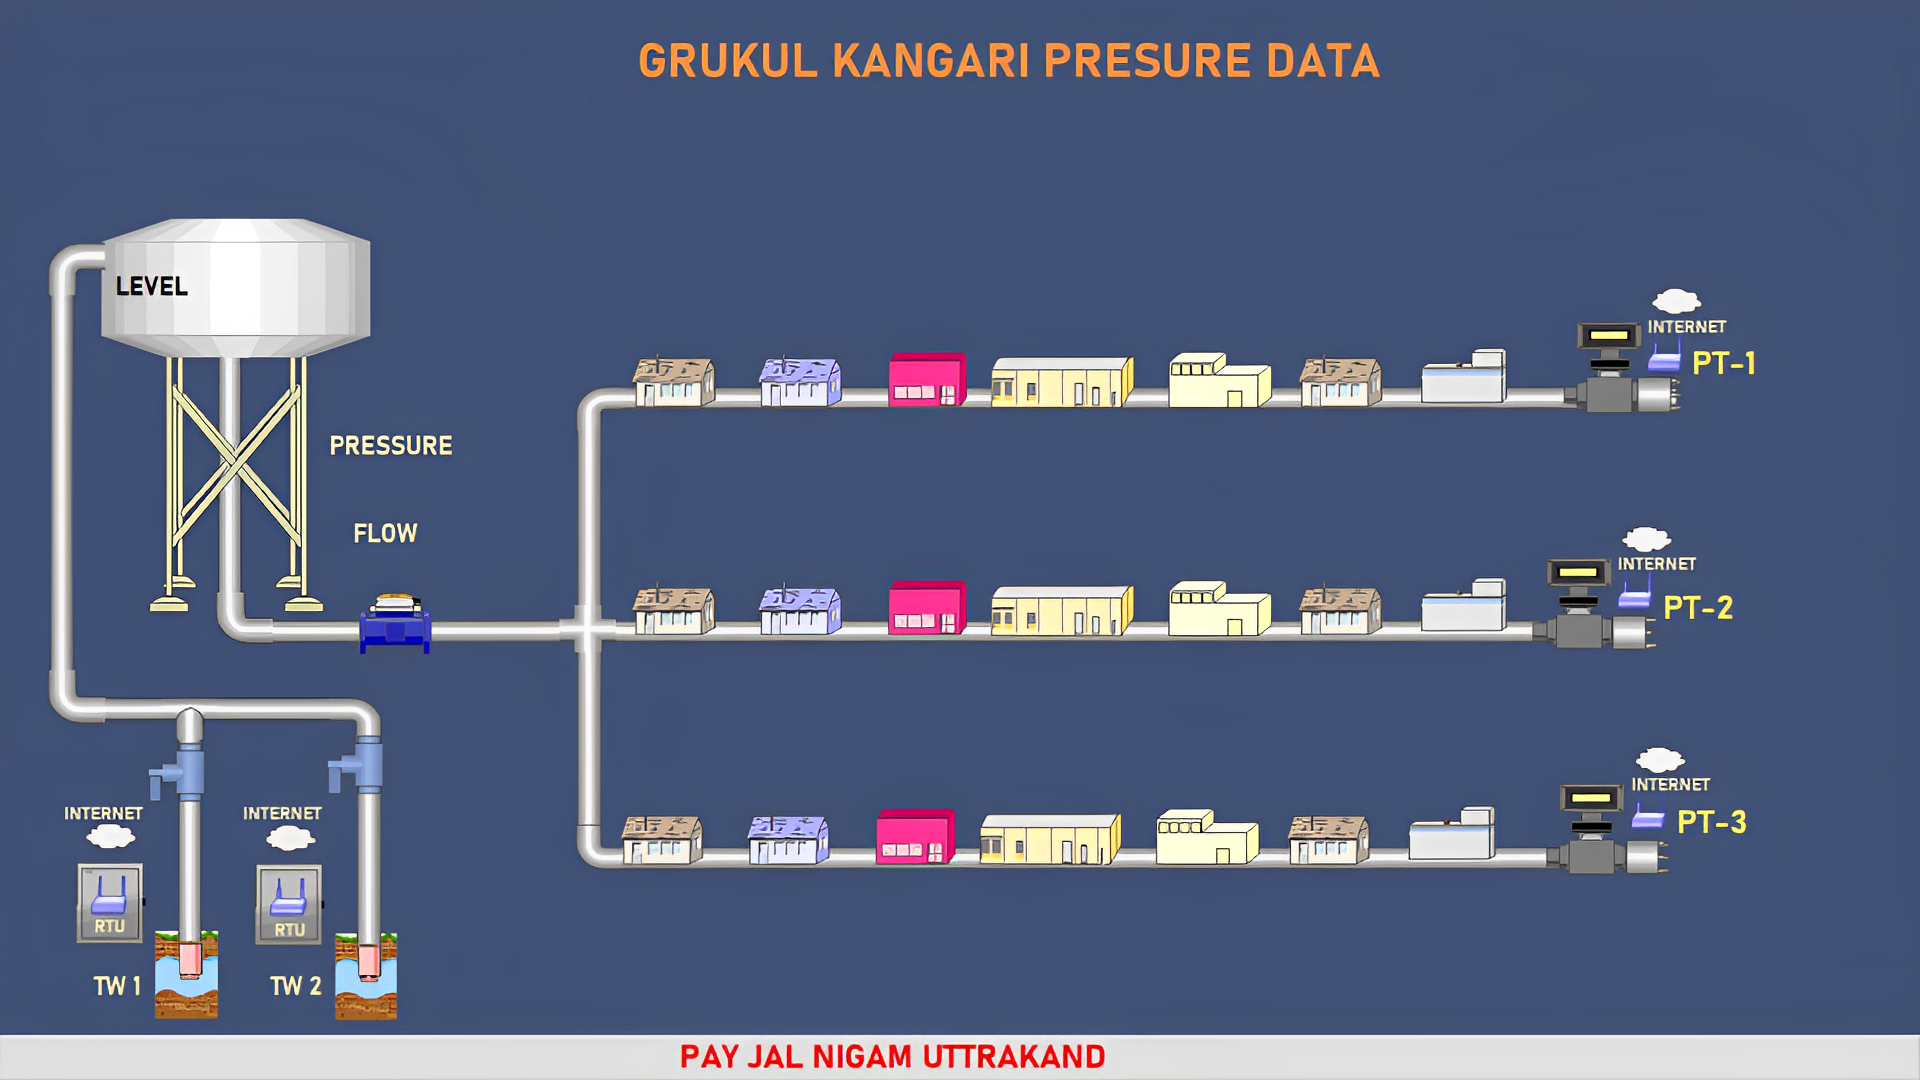 GRUKUL KANGARI PRESURE DATA
LEVEL
INTERNET
PT-1
PRESSURE
FLOW
INTERNET
PT-2
INTERNET
PT-3
INTERNET
INTERNET
RTU
RTU
TW 1
TW 2
PAY JAL NIGAM UTTRAKAND